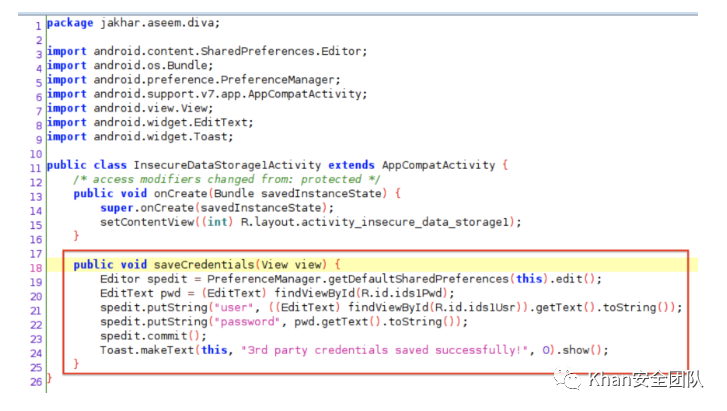 1 package jakhar.aseem.diva;
2
3 import android.content.SharedPreferences.Editor;
4 import android.os.Bundle;
5 import android.preference.PreferenceManager;
6 import android.support.v7.app.AppCompatActivity;
7 import android.view.View;
8 import android.widget.EditText;
9 import android.widget.Toast;
10
11 public class InsecureDataStorage1Activity extends AppCompatActivity {
12 /* access modifiers changed from: protected */
13 public void onCreate(Bundle savedInstanceState) {
14 super.onCreate(savedInstanceState);
15 setContentView((int) R.layout.activity_insecure_data_storage1);
16 }
17
18 public void saveCredentials(View view) {
19 Editor spedit = PreferenceManager.getDefaultSharedPreferences(this).edit();
20 EditText pwd = (EditText) findViewById(R.id.ids1Pwd);
21 spedit.putString("user", ((EditText) findViewById(R.id.ids1Usr)).getText().toString());
22 spedit.putString("password", pwd.getText().toString());
23 spedit.commit();
24 Toast.makeText(this, "3rd party credentials saved successfully!", 0).show();
25 }
26 }
Khan安全团队